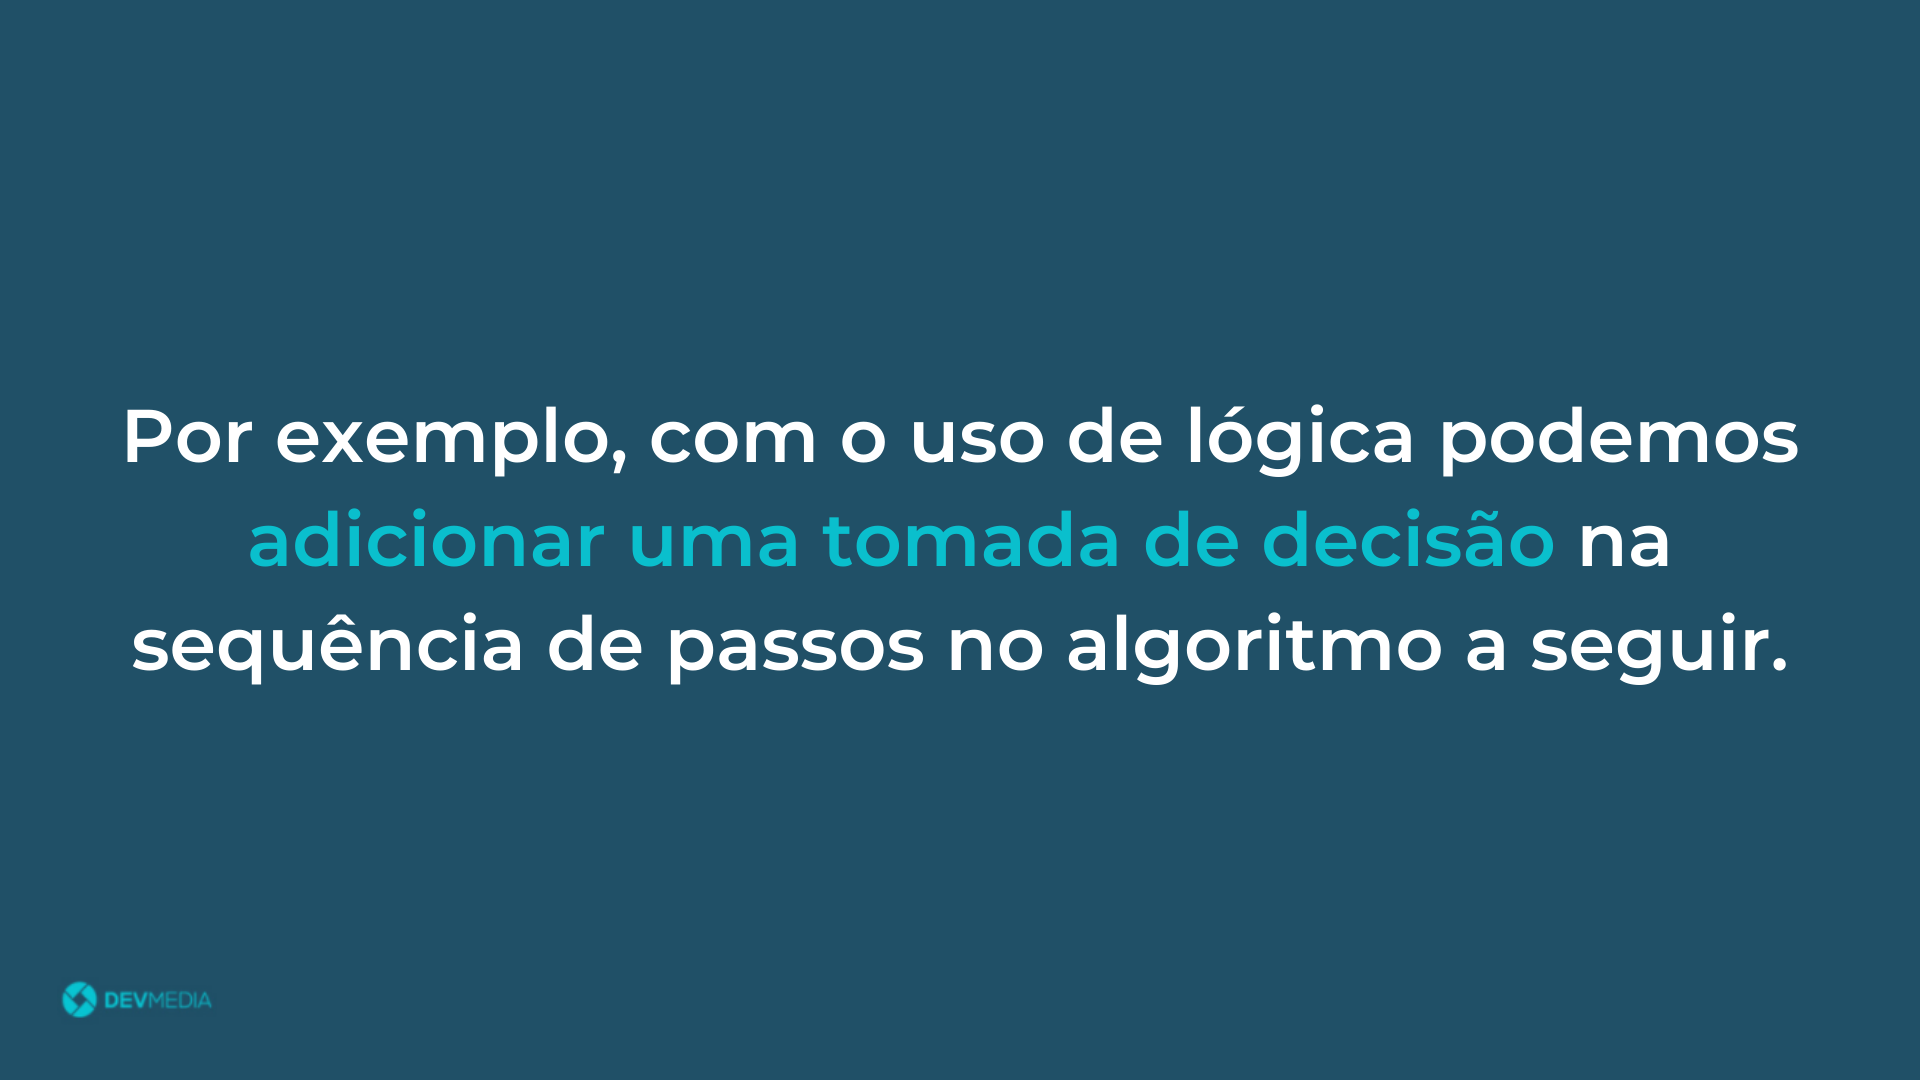 Por exemplo, com o uso de lógica podemos
adicionar uma tomada de decisão na
sequência de passos no algoritmo a seguir.
DEVMEDIA